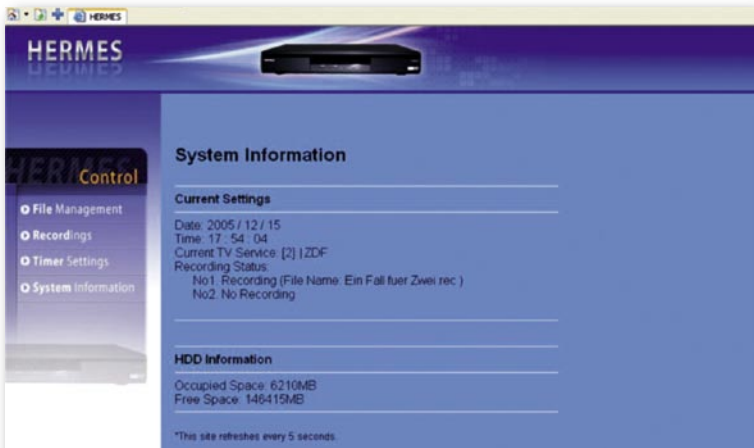 HERMES
HERMES
HERMES
Control
File Management
Recordings
Timer Settings
System Information
System Information
Current Settings
Date: 2005 / 12 / 15
Time: 17 : 54 : 04
Current TV Service: [2] | ZDF
Recording Status:
No1. Recording (File Name: Ein Fall fuer Zwei.rec )
No2. No Recording
HDD Information
Occupied Space: 6210MB
Free Space: 146415MB
*This site refreshes every 5 seconds.